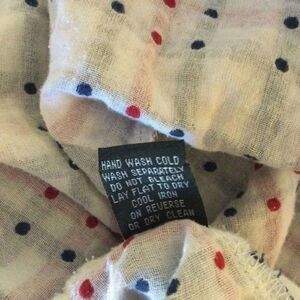 HAND WASH COLD
WASH SEPARATELY
DO NOT BLEACH
LAY FLAT TO DRY
COOL IRON
ON REVERSE
OR DRY CLEAN